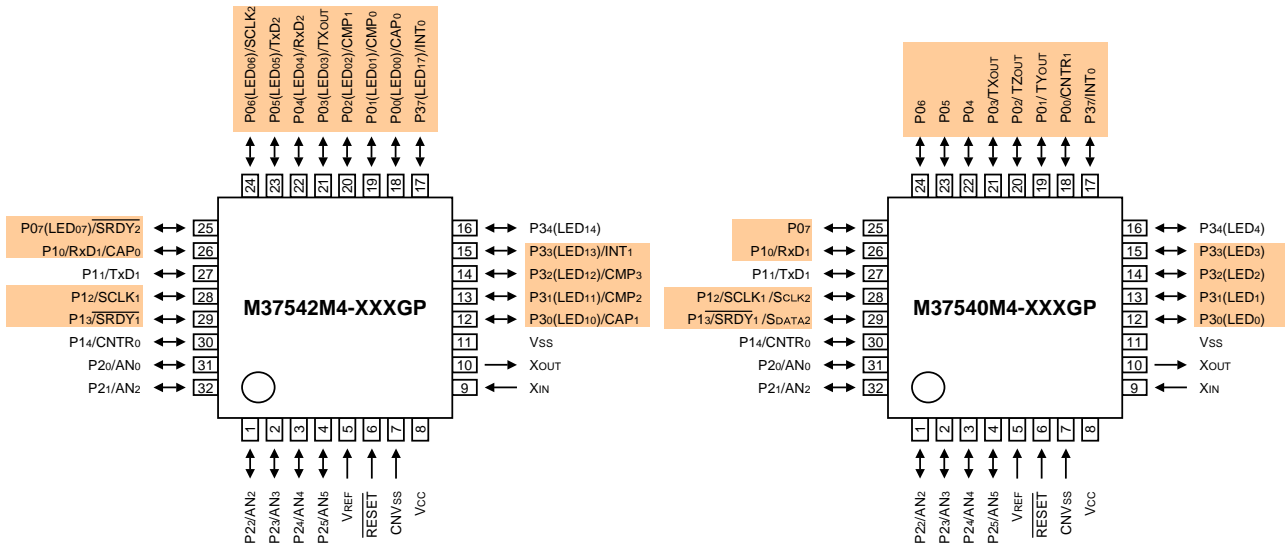 P06(LED06)/SCLK2
P05(LED05)/TxD2
P04(LED04)/RxD2
P03(LED03)/TXOUT
P02(LED02)/CMP1
P01(LED01)/CMP0
P00(LED00)/CAP0
P37(LED17)/INT0
24
23
22
21
20
19
18
17
P07(LED07)/SRDY2
25
P10/RxD1/CAP0
26
P11/TxD1
27
P12/SCLK1
28
P13/SRDY1
29
P14/CNTR0
30
P20/AN0
31
P21/AN2
32
M37542M4-XXXGP
16
P34(LED14)
15
P33(LED13)/INT1
14
P32(LED12)/CMP3
13
P31(LED11)/CMP2
12
P30(LED10)/CAP1
11
VSS
10
XOUT
9
XIN
1
2
3
4
5
6
7
8
P22/AN2
P23/AN3
P24/AN4
P25/AN5
VREF
RESET
CNVSS
VCC
P06
P05
P04
P03/TXOUT
P02/ TZOUT
P01/ TYOUT
P00/CNTR1
P37/INT0
24
23
22
21
20
19
18
17
P07
25
P10/RxD1
26
P11/TxD1
27
P12/SCLK1 /SCLK2
28
P13/SRDY1 /SDATA2
29
P14/CNTR0
30
P20/AN0
31
P21/AN2
32
M37540M4-XXXGP
16
P34(LED4)
15
P33(LED3)
14
P32(LED2)
13
P31(LED1)
12
P30(LED0)
11
VSS
10
XOUT
9
XIN
1
2
3
4
5
6
7
8
P22/AN2
P23/AN3
P24/AN4
P25/AN5
VREF
RESET
CNVSS
VCC